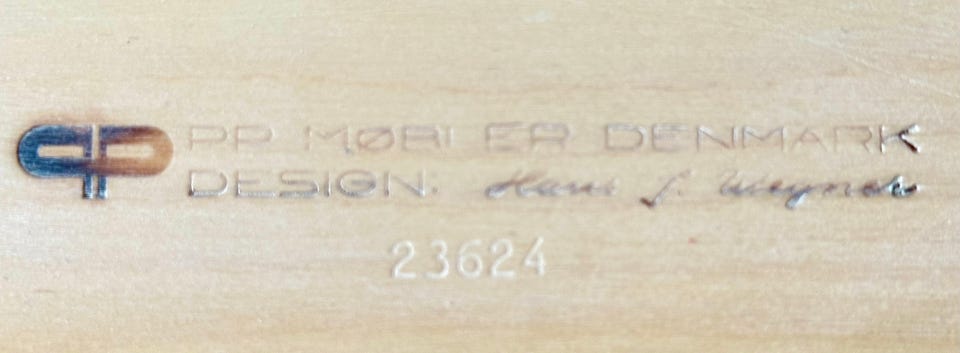 PP MØBLER DENMARK
DESIGN: Hans J. Wegner
23624